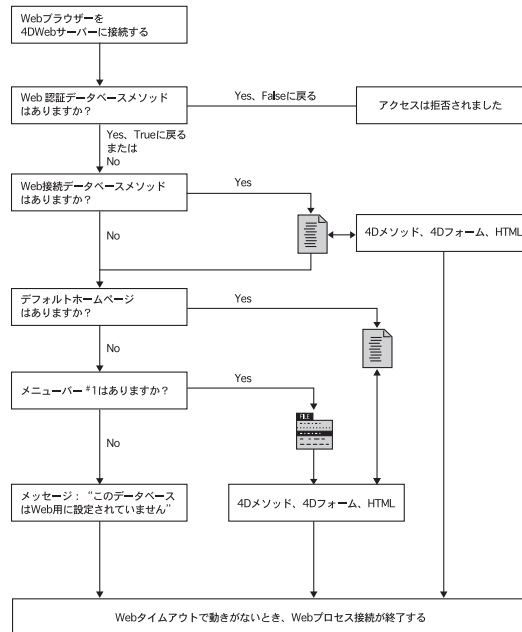 Webブラウザーを
4DWebサーバーに接続する
Web 認証データベースメソッド
はありますか？
Yes、Falseに戻る
アクセスは拒否されました
Yes、Trueに戻る
または
No
Web接続データベースメソッド
はありますか？
Yes
No
4Dメソッド、4Dフォーム、HTML
デフォルトホームページ
はありますか？
Yes
No
メニューバー #1はありますか？
Yes
FILE
No
メッセージ： “このデータベース
はWeb用に設定されていません”
4Dメソッド、4Dフォーム、HTML
Webタイムアウトで動きがないとき、Webプロセス接続が終了する